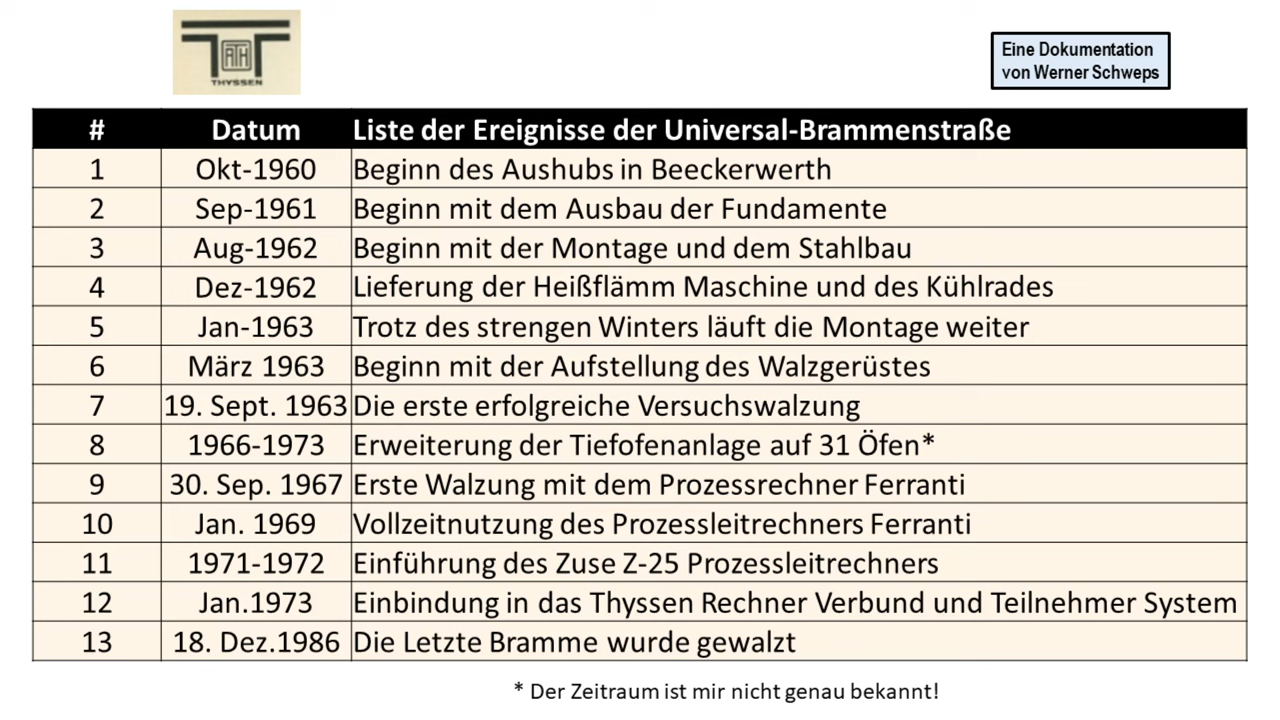 ATH
THYSSEN
Eine Dokumentation
von Werner Schweps
# Datum Liste der Ereignisse der Universal-Brammenstraße
1 Okt-1960 Beginn des Aushubs in Beeckerwerth
2 Sep-1961 Beginn mit dem Ausbau der Fundamente
3 Aug-1962 Beginn mit der Montage und dem Stahlbau
4 Dez-1962 Lieferung der Heißflämm Maschine und des Kühlrades
5 Jan-1963 Trotz des strengen Winters läuft die Montage weiter
6 März 1963 Beginn mit der Aufstellung des Walzgerüstes
7 19. Sept. 1963 Die erste erfolgreiche Versuchswalzung
8 1966-1973 Erweiterung der Tiefofenanlage auf 31 Öfen*
9 30. Sep. 1967 Erste Walzung mit dem Prozessrechner Ferranti
10 Jan. 1969 Vollzeitnutzung des Prozessleitrechners Ferranti
11 1971-1972 Einführung des Zuse Z-25 Prozessleitrechners
12 Jan.1973 Einbindung in das Thyssen Rechner Verbund und Teilnehmer System
13 18. Dez.1986 Die Letzte Bramme wurde gewalzt
* Der Zeitraum ist mir nicht genau bekannt!